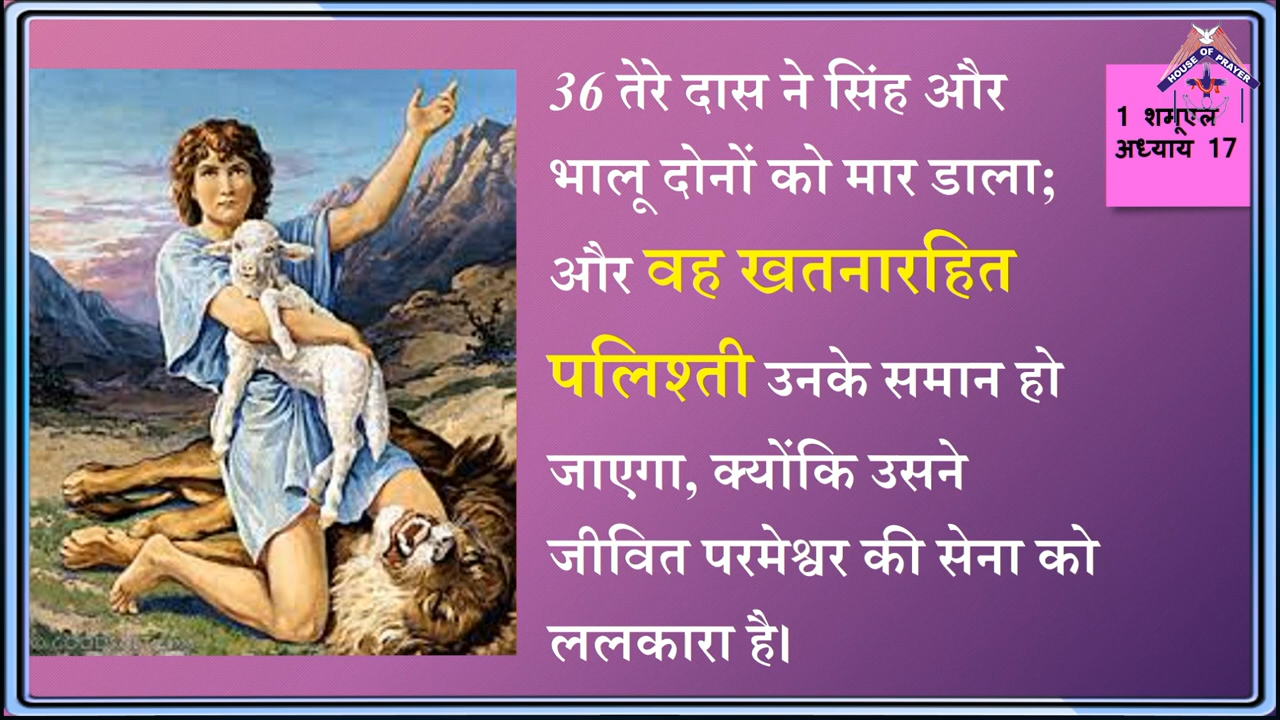 HOUSE OF PRAYER
1 शमूएल
अध्याय 17
36 तेरे दास ने सिंह और
भालू दोनों को मार डाला;
और वह खतनारहित
पलिश्ती उनके समान हो
जाएगा, क्योंकि उसने
जीवित परमेश्वर की सेना को
ललकारा है।